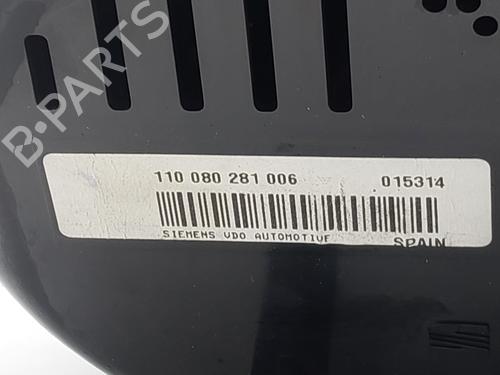 B-PARTS
110 080 281 006 015314
SIEMENS VDO AUTOMOTIVE SPAIN